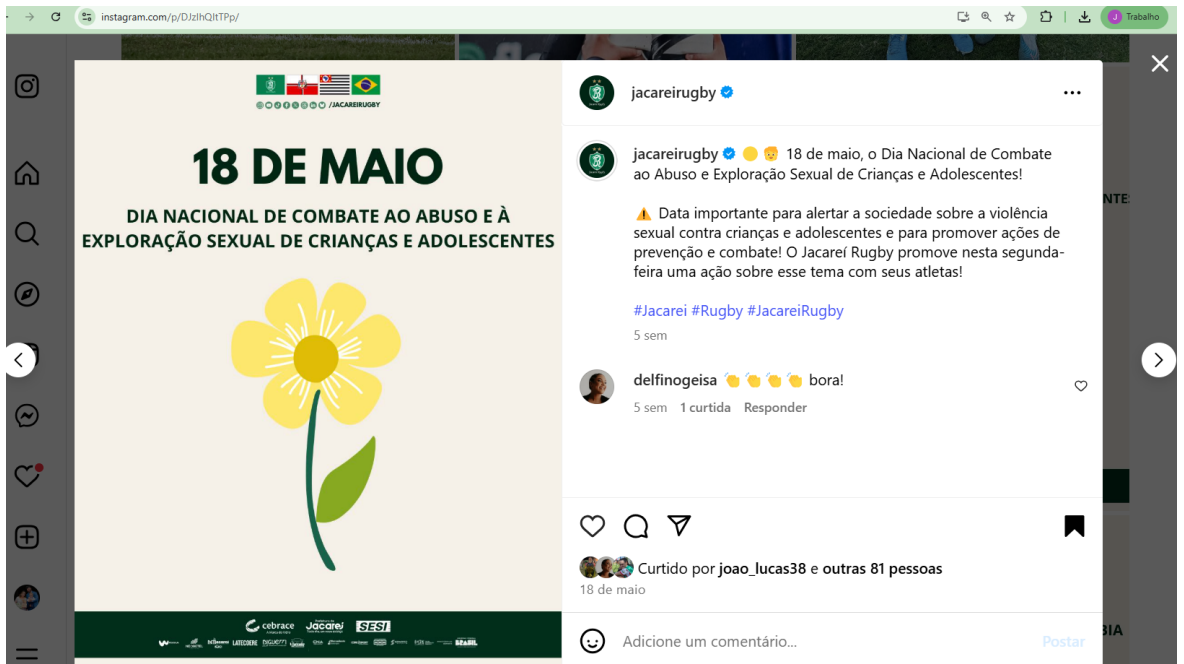 instagram.com/p/DJzlhQltTPp/
J Trabalho
/JACAREIRUGBY
18 DE MAIO
DIA NACIONAL DE COMBATE AO ABUSO E À
EXPLORAÇÃO SEXUAL DE CRIANÇAS E ADOLESCENTES
cebrace
Jacareí
SESI
LATECOERE
BRASIL
jacareirugby
jacareirugby 18 de maio, o Dia Nacional de Combate
ao Abuso e Exploração Sexual de Crianças e Adolescentes!
Data importante para alertar a sociedade sobre a violência
sexual contra crianças e adolescentes e para promover ações de
prevenção e combate! O Jacareí Rugby promove nesta segunda-
feira uma ação sobre esse tema com seus atletas!
#Jacarei #Rugby #JacareiRugby
5 sem
delfinogeisa 👏👏👏👏 bora!
5 sem 1 curtida Responder
Curtido por joao_lucas38 e outras 81 pessoas
18 de maio
Adicione um comentário...
Postar
NTE
BIA